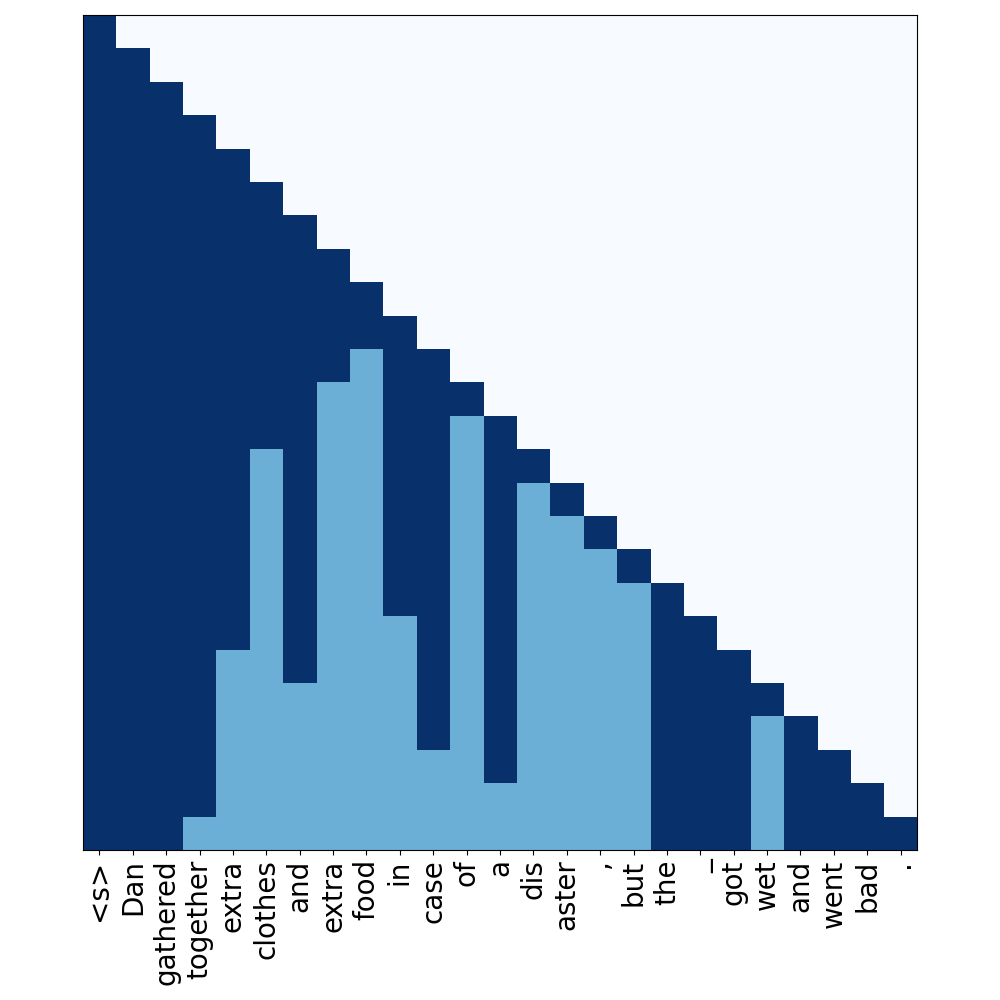 <s> Dan gathered together extra clothes and extra food in case of a dis aster , but the _ got wet and went bad .